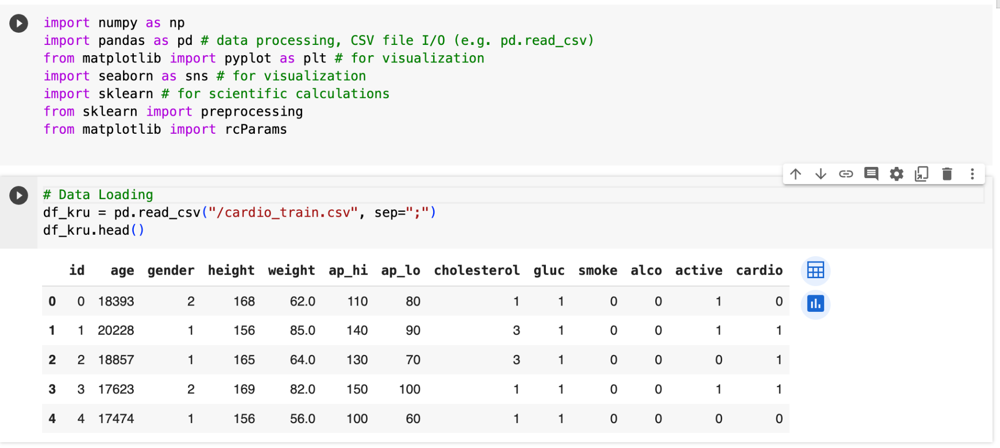 import numpy as np
import pandas as pd # data processing, CSV file I/O (e.g. pd.read_csv)
from matplotlib import pyplot as plt # for visualization
import seaborn as sns # for visualization
import sklearn # for scientific calculations
from sklearn import preprocessing
from matplotlib import rcParams
# Data Loading
df_kru = pd.read_csv("/cardio_train.csv", sep=";")
df_kru.head()
id age gender height weight ap_hi ap_lo cholesterol gluc smoke alco active cardio
0 0 18393 2 168 62.0 110 80 1 1 0 0 1 0
1 1 20228 1 156 85.0 140 90 3 1 0 0 1 1
2 2 18857 1 165 64.0 130 70 3 1 0 0 0 1
3 3 17623 2 169 82.0 150 100 1 1 0 0 1 1
4 4 17474 1 156 56.0 100 60 1 1 0 0 0 0